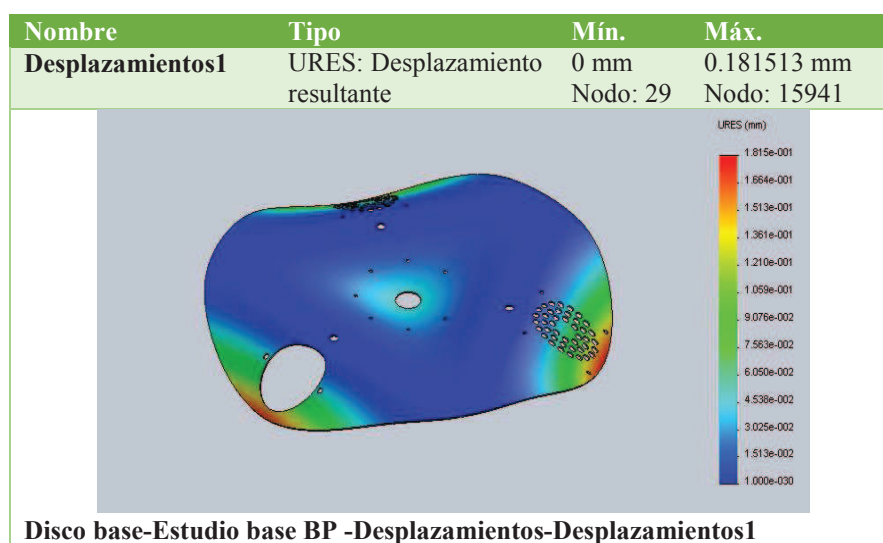 Nombre Tipo Mín. Máx.
Desplazamientos1 URES: Desplazamiento 0 mm 0.181513 mm
resultante Nodo: 29 Nodo: 15941
URES (mm)
1.815e-001
1.664e-001
1.513e-001
1.361e-001
1.210e-001
1.059e-001
9.076e-002
7.563e-002
6.050e-002
4.538e-002
3.025e-002
1.513e-002
1.000e-030
Disco base-Estudio base BP -Desplazamientos-Desplazamientos1